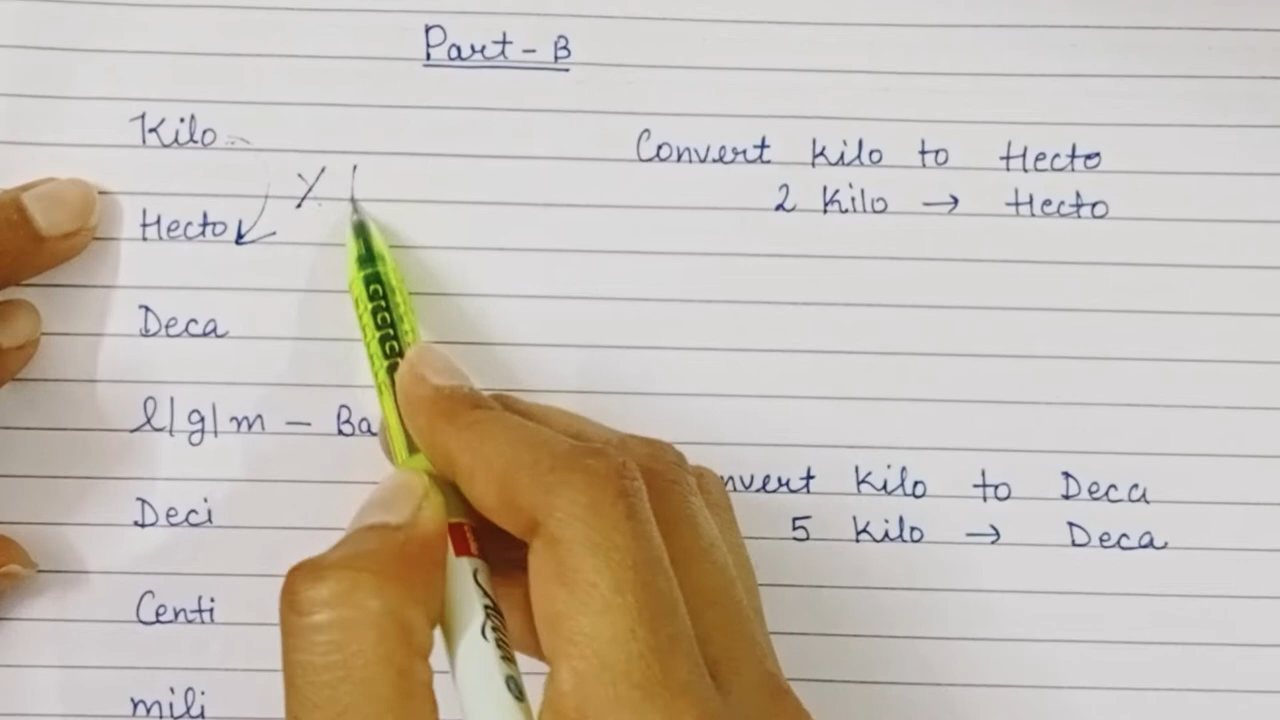 Part - B
Kilo
Hecto
Deca
l/g/m - Ba
Deci
Centi
mili
Convert Kilo to Hecto
2 Kilo → Hecto
nvert Kilo to Deca
5 Kilo → Deca